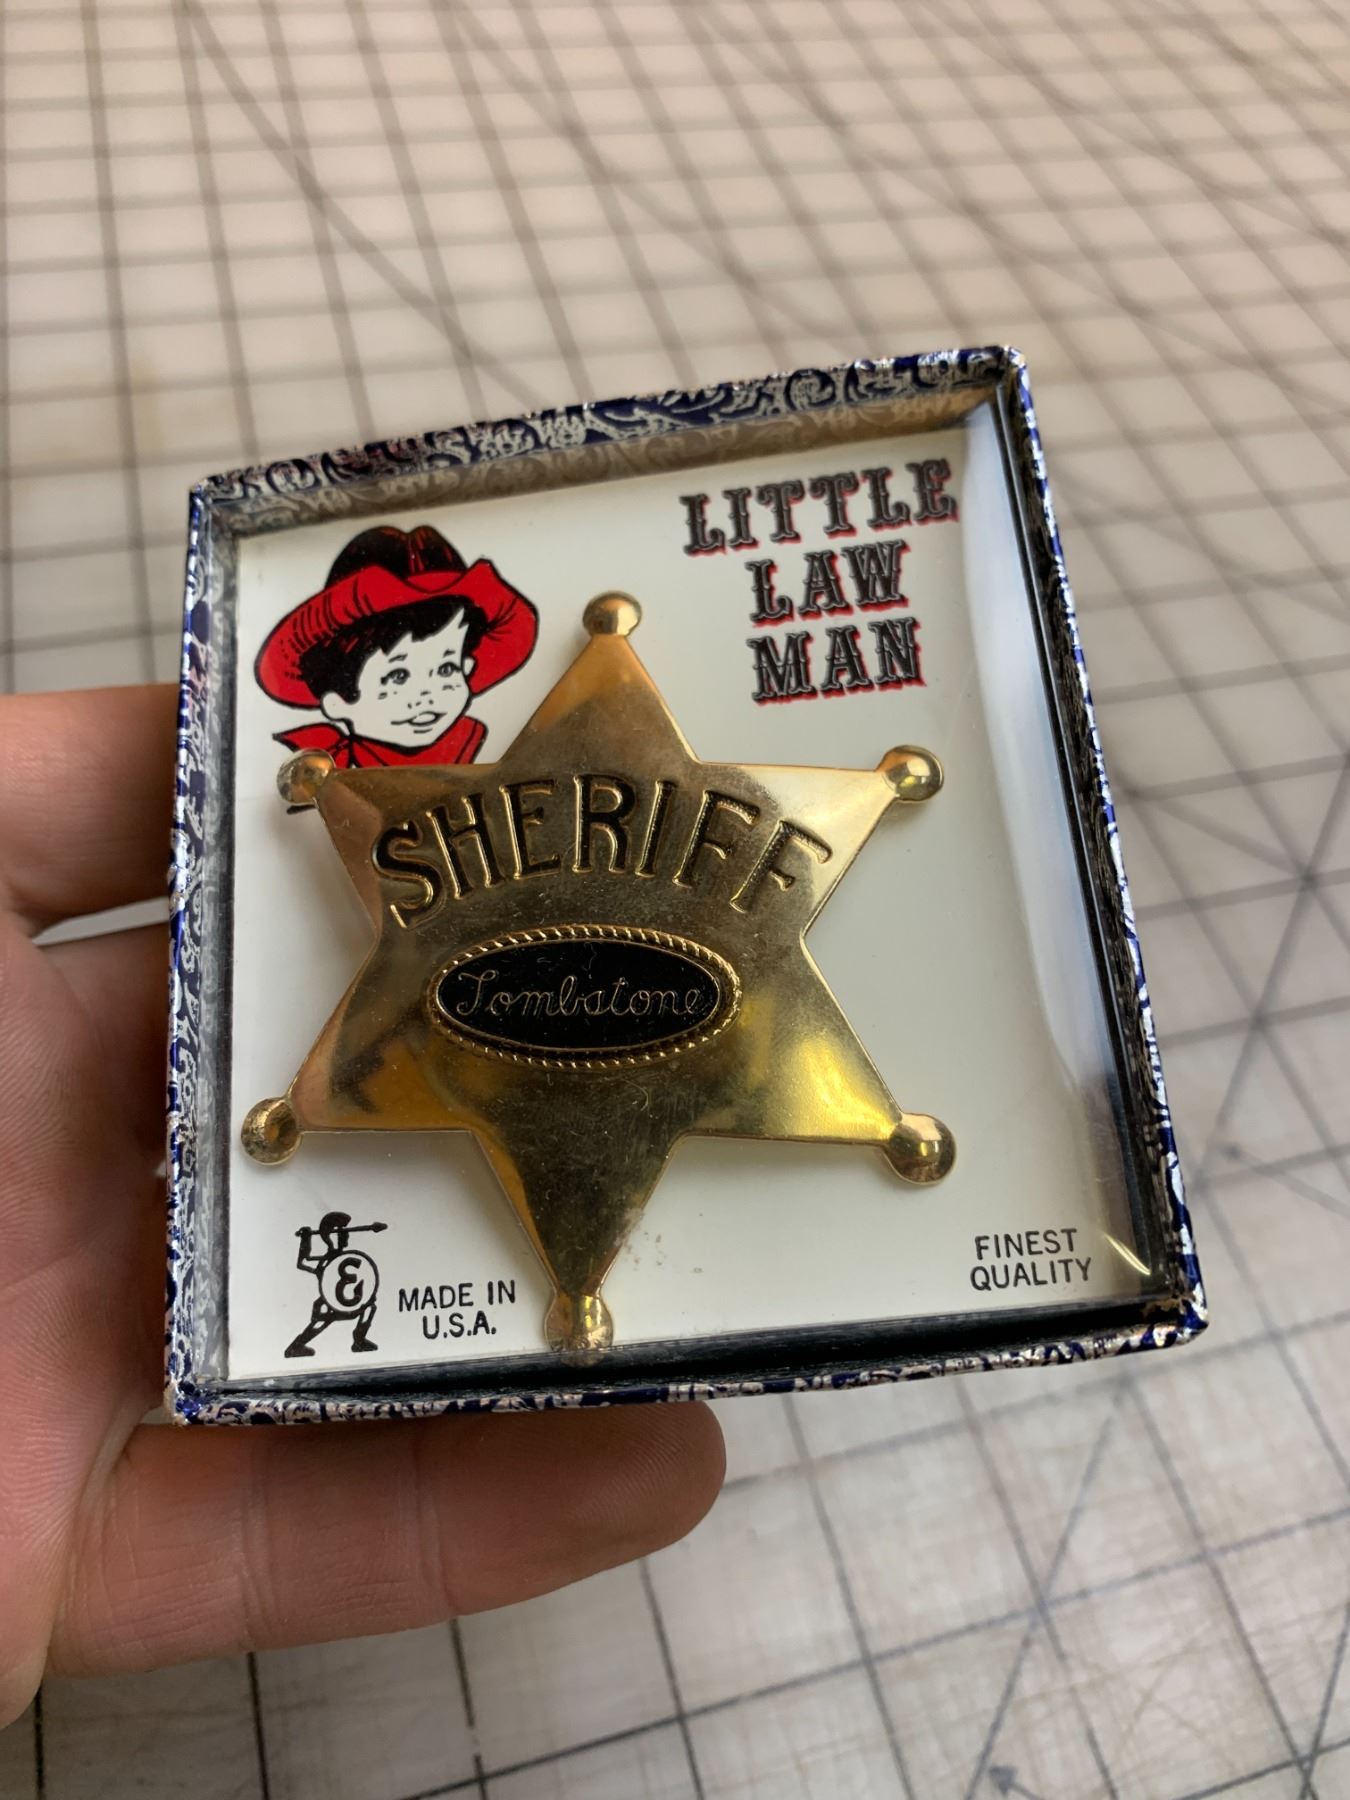 LITTLE
LAW
MAN
SHERIFF
Tombstone
&
MADE IN
U.S.A.
FINEST
QUALITY